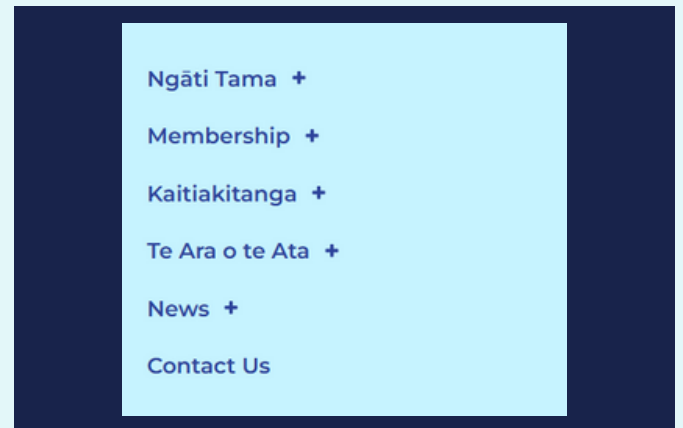 Ngāti Tama +
Membership +
Kaitiakitanga +
Te Ara o te Ata +
News +
Contact Us